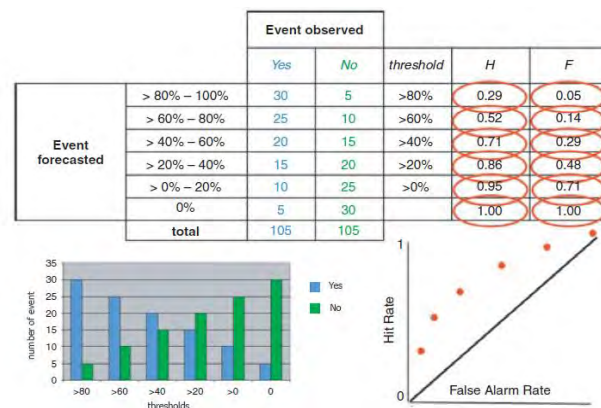 Event observed
Yes No threshold H F
Event forecasted
> 80% – 100% 30 5 >80% 0.29 0.05
> 60% – 80% 25 10 >60% 0.52 0.14
> 40% – 60% 20 15 >40% 0.71 0.29
> 20% – 40% 15 20 >20% 0.86 0.48
> 0% – 20% 10 25 >0% 0.95 0.71
0% 5 30 1.00 1.00
total 105 105
number of event
35
30
25
20
15
10
5
0
>80 >60 >40 >20 >0 0
thresholds
Yes
No
1
Hit Rate
0
False Alarm Rate
1